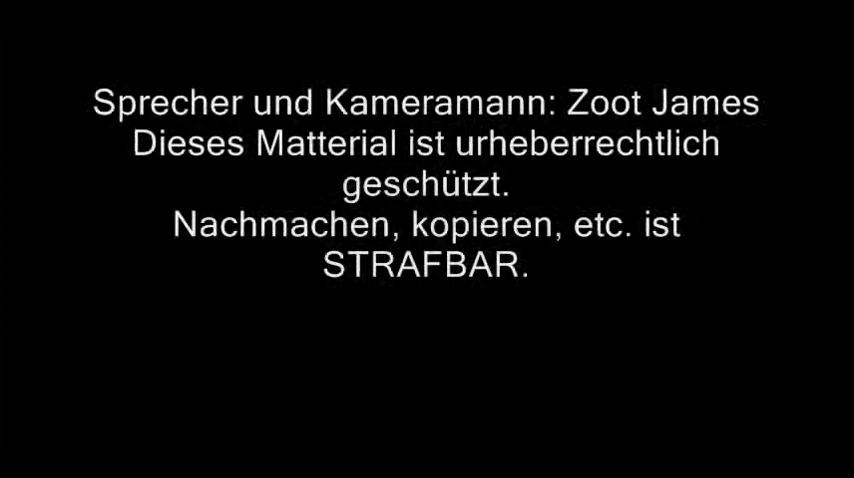 Sprecher und Kameramann: Zoot James
Dieses Matterial ist urheberrechtlich
geschützt.
Nachmachen, kopieren, etc. ist
STRAFBAR.